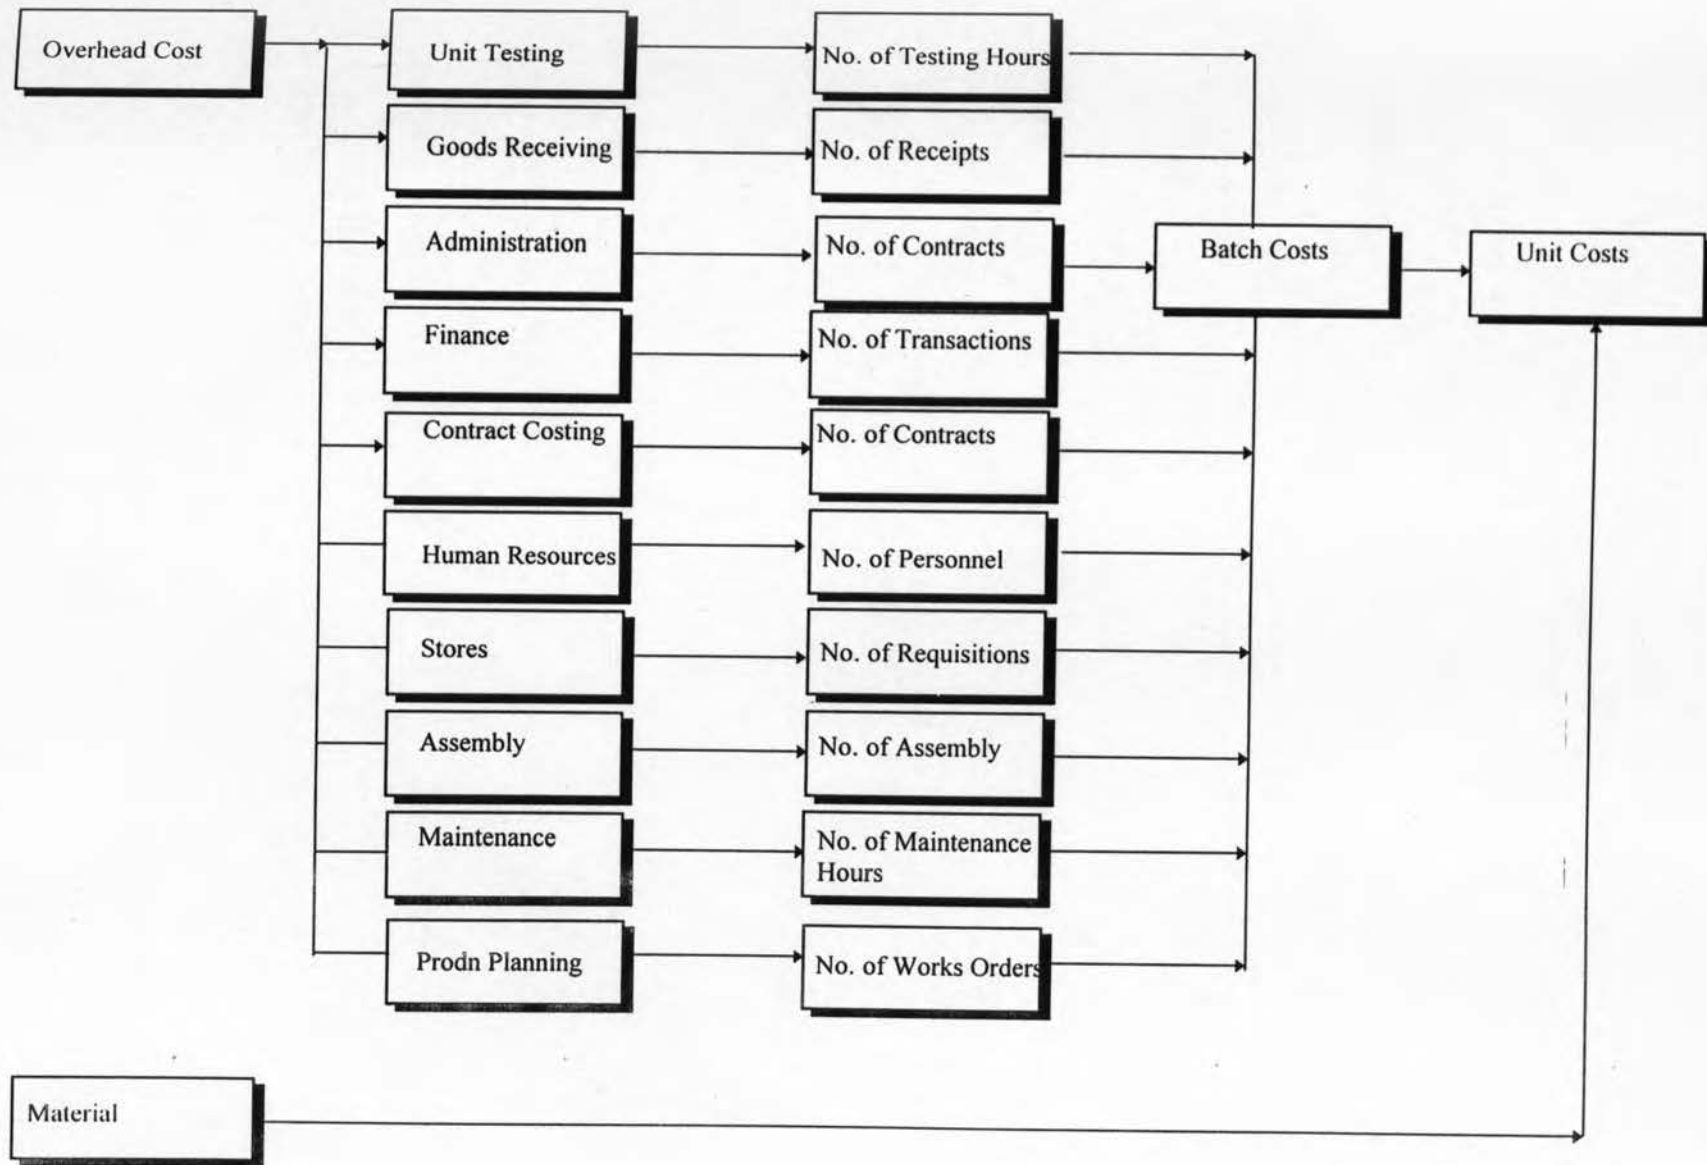 Overhead Cost
Unit Testing
No. of Testing Hours
Goods Receiving
No. of Receipts
Administration
No. of Contracts
Batch Costs
Unit Costs
Finance
No. of Transactions
Contract Costing
No. of Contracts
Human Resources
No. of Personnel
Stores
No. of Requisitions
Assembly
No. of Assembly
Maintenance
No. of Maintenance
Hours
Prodn Planning
No. of Works Orders
Material